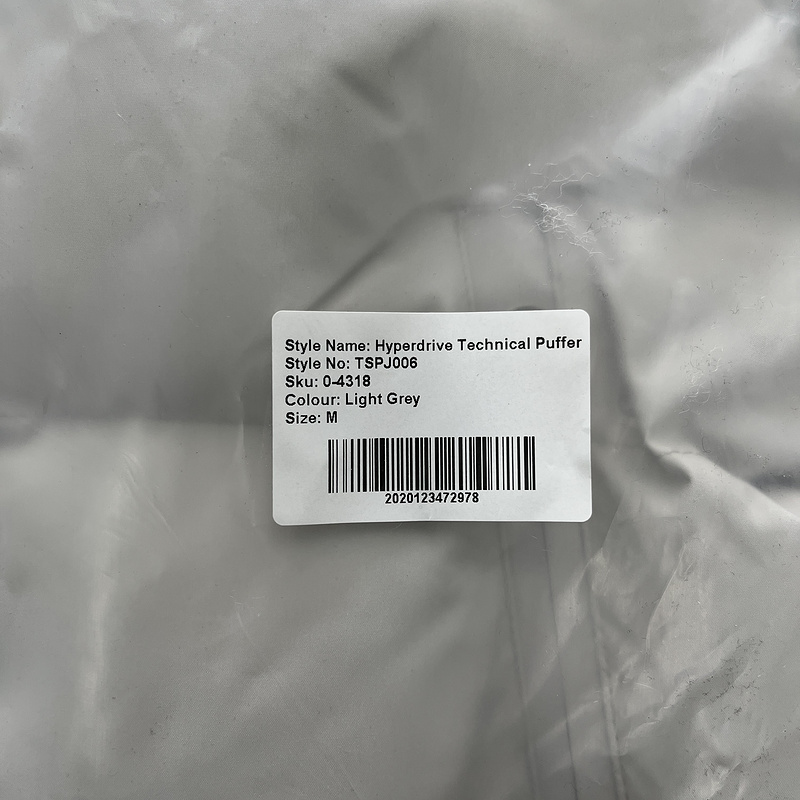 Style Name: Hyperdrive Technical Puffer
Style No: TSPJ006
Sku: 0-4318
Colour: Light Grey
Size: M
2020123472978